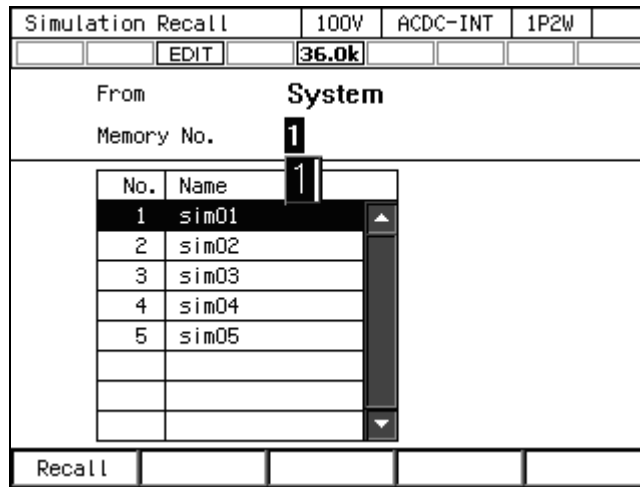 Simulation Recall 100V ACDC-INT 1P2W
EDIT 36.0k
From System
Memory No. 1
1
No. Name
1 sim01
2 sim02
3 sim03
4 sim04
5 sim05
Recall